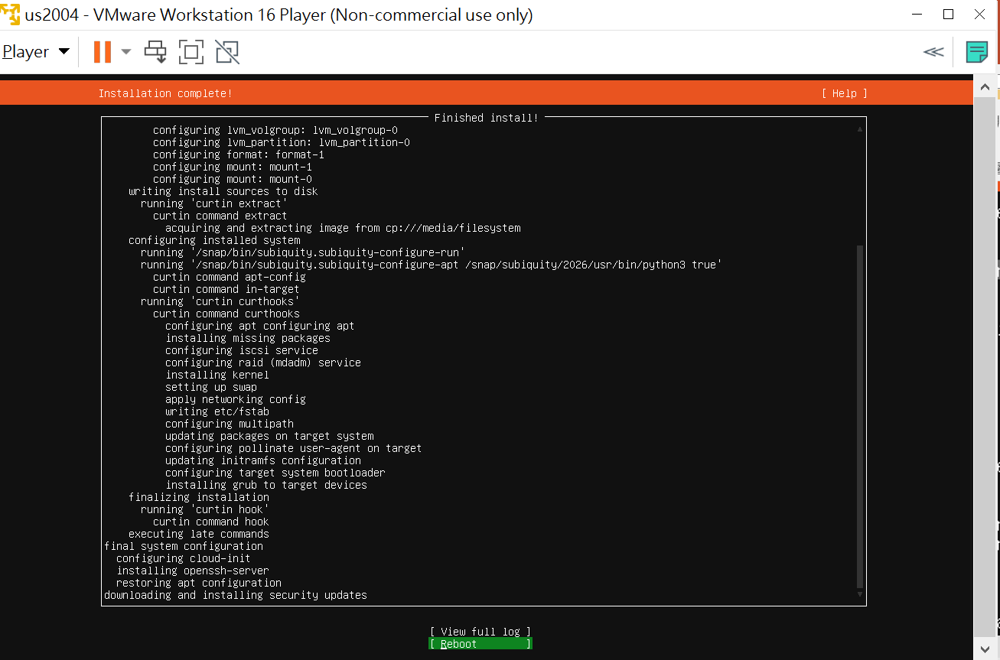 us2004 - VMware Workstation 16 Player (Non-commercial use only)
Player
Installation complete!
[ Help ]
Finished install!
configuring lvm_volgroup: lvm_volgroup-0
configuring lvm_partition: lvm_partition-0
configuring format: format-1
configuring mount: mount-1
configuring mount: mount-0
writing install sources to disk
running 'curtin extract'
curtin command extract
acquiring and extracting image from cp:///media/filesystem
configuring installed system
running '/snap/bin/subiquity.subiquity-configure-run'
running '/snap/bin/subiquity.subiquity-configure-apt /snap/subiquity/2026/usr/bin/python3 true'
curtin command apt-config
curtin command in-target
running 'curtin curthooks'
curtin command curthooks
configuring apt configuring apt
installing missing packages
configuring iscsi service
configuring raid (mdadm) service
installing kernel
setting up swap
apply networking config
writing etc/fstab
configuring multipath
updating packages on target system
configuring pollinate user-agent on target
updating initramfs configuration
configuring target system bootloader
installing grub to target devices
finalizing installation
running 'curtin hook'
curtin command hook
executing late commands
final system configuration
configuring cloud-init
installing openssh-server
restoring apt configuration
downloading and installing security updates
[ View full log ]
[ Reboot ]